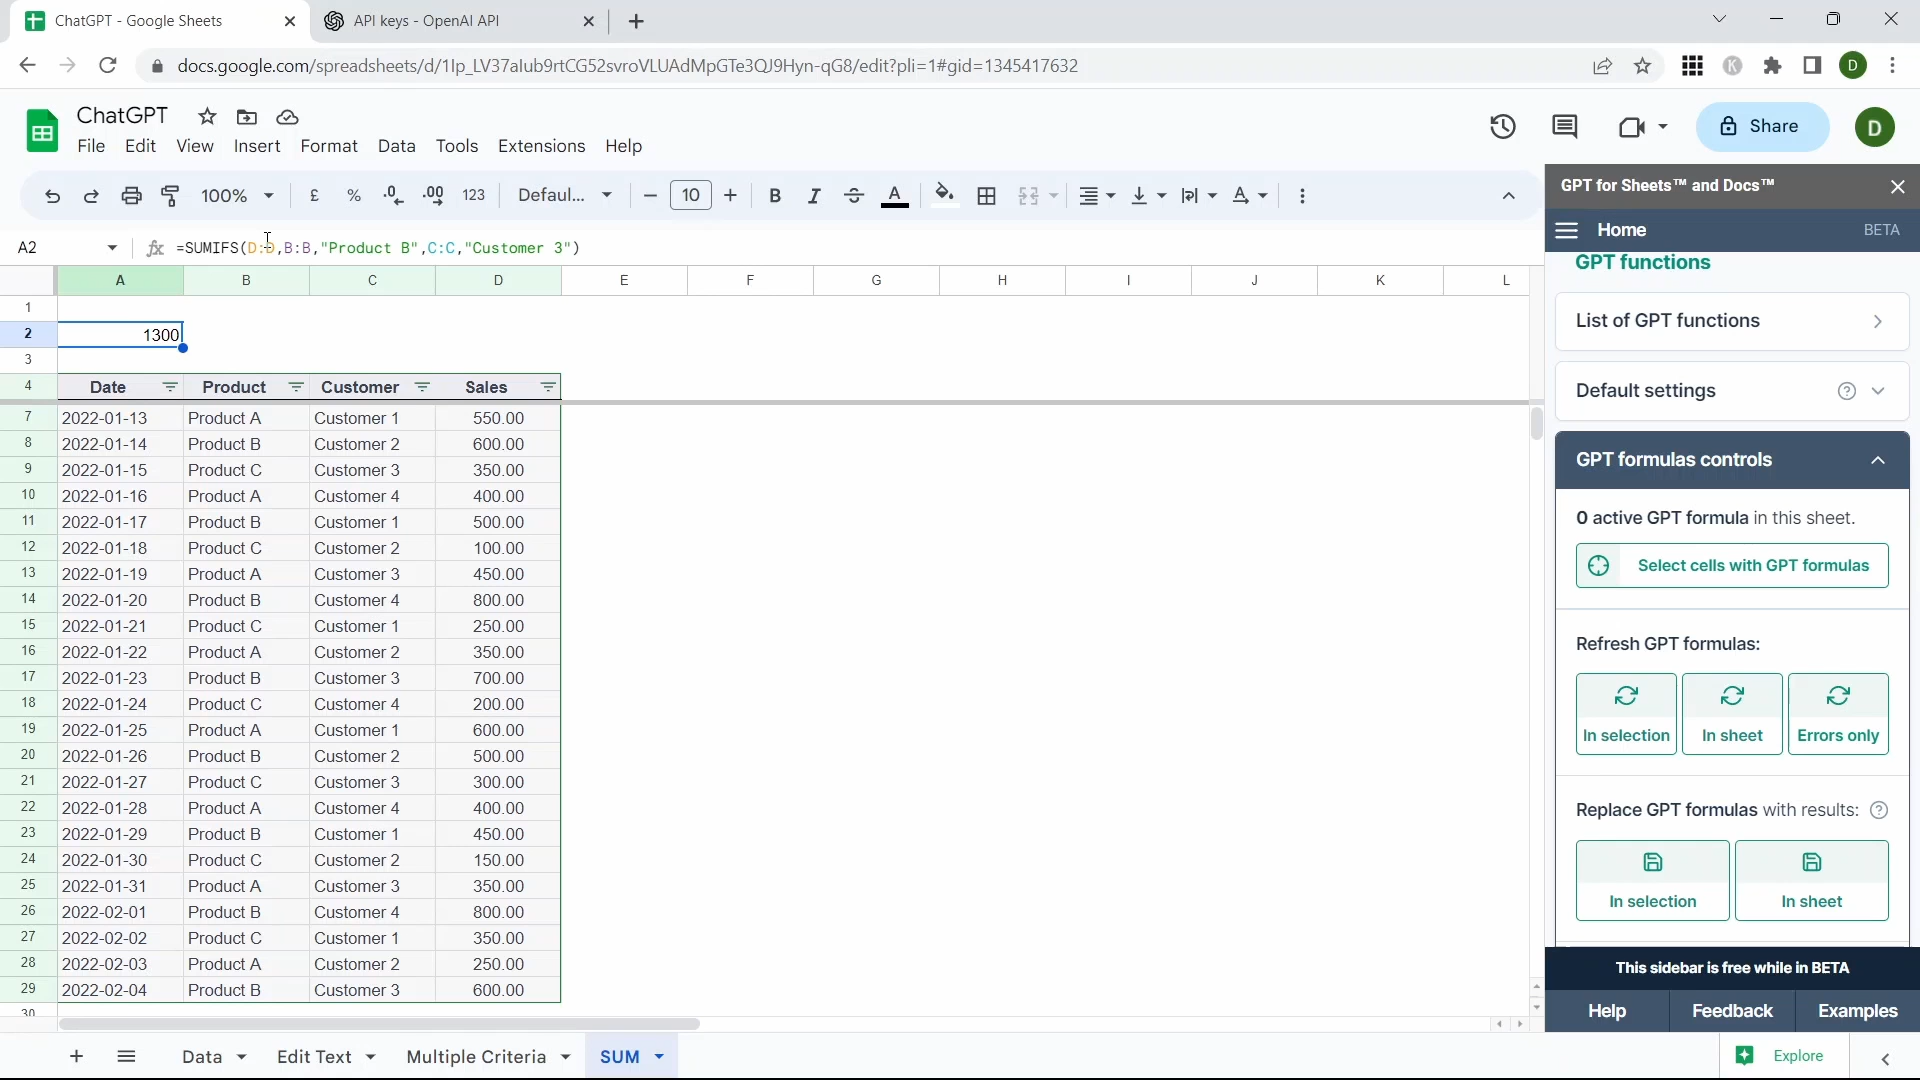 ChatGPT - Google Sheets
API keys - OpenAI API
docs.google.com/spreadsheets/d/1Ip_LV37alub9rtCG52svroVLUAdMpGTe3QJ9Hyn-qG8/edit?pli=1#gid=1345417632
K
D
ChatGPT
File Edit View Insert Format Data Tools Extensions Help
Share
D
100%
£
%
.0
.00
123
Defaul...
10
B
I
S
A
A
A2
fx =SUMIFS(D:D,B:B,"Product B",C:C,"Customer 3")
A B C D E F G H I J K L
1
2 1300
3
4 Date Product Customer Sales
7 2022-01-13 Product A Customer 1 550.00
8 2022-01-14 Product B Customer 2 600.00
9 2022-01-15 Product C Customer 3 350.00
10 2022-01-16 Product A Customer 4 400.00
11 2022-01-17 Product B Customer 1 500.00
12 2022-01-18 Product C Customer 2 100.00
13 2022-01-19 Product A Customer 3 450.00
14 2022-01-20 Product B Customer 4 800.00
15 2022-01-21 Product C Customer 1 250.00
16 2022-01-22 Product A Customer 2 350.00
17 2022-01-23 Product B Customer 3 700.00
18 2022-01-24 Product C Customer 4 200.00
19 2022-01-25 Product A Customer 1 600.00
20 2022-01-26 Product B Customer 2 500.00
21 2022-01-27 Product C Customer 3 300.00
22 2022-01-28 Product A Customer 4 400.00
23 2022-01-29 Product B Customer 1 450.00
24 2022-01-30 Product C Customer 2 150.00
25 2022-01-31 Product A Customer 3 350.00
26 2022-02-01 Product B Customer 4 800.00
27 2022-02-02 Product C Customer 1 350.00
28 2022-02-03 Product A Customer 2 250.00
29 2022-02-04 Product B Customer 3 600.00
30
Data
Edit Text
Multiple Criteria
SUM
GPT for Sheets™ and Docs™
Home
BETA
GPT functions
List of GPT functions
Default settings
GPT formulas controls
0 active GPT formula in this sheet.
Select cells with GPT formulas
Refresh GPT formulas:
In selection
In sheet
Errors only
Replace GPT formulas with results:
In selection
In sheet
This sidebar is free while in BETA
Help
Feedback
Examples
Explore